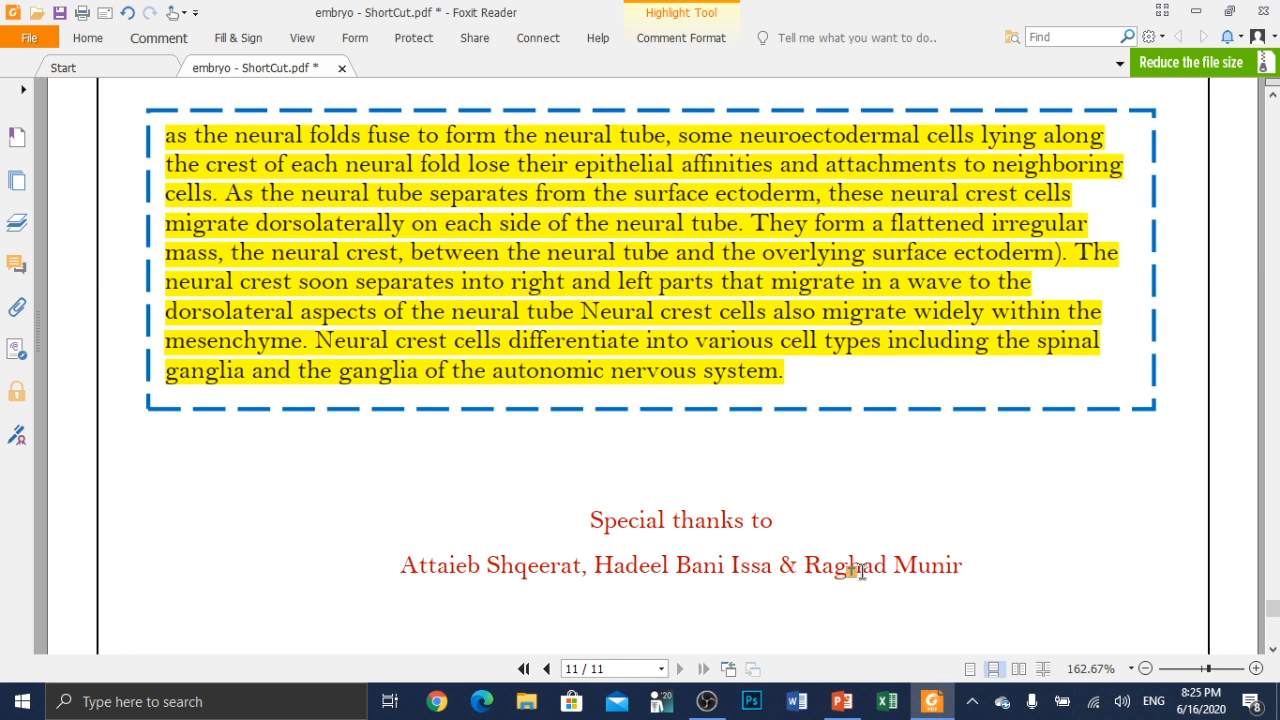 embryo - ShortCut.pdf * - Foxit Reader
Highlight Tool
File
Home
Comment
Fill & Sign
View
Form
Protect
Share
Connect
Help
Comment Format
Tell me what you want to do..
Find
Start
embryo - ShortCut.pdf *
Reduce the file size
as the neural folds fuse to form the neural tube, some neuroectodermal cells lying along
the crest of each neural fold lose their epithelial affinities and attachments to neighboring
cells. As the neural tube separates from the surface ectoderm, these neural crest cells
migrate dorsolaterally on each side of the neural tube. They form a flattened irregular
mass, the neural crest, between the neural tube and the overlying surface ectoderm). The
neural crest soon separates into right and left parts that migrate in a wave to the
dorsolateral aspects of the neural tube Neural crest cells also migrate widely within the
mesenchyme. Neural crest cells differentiate into various cell types including the spinal
ganglia and the ganglia of the autonomic nervous system.
Special thanks to
Attaieb Shqeerat, Hadeel Bani Issa & Raghad Munir
11 / 11
162.67%
Type here to search
ENG
8:25 PM
6/16/2020